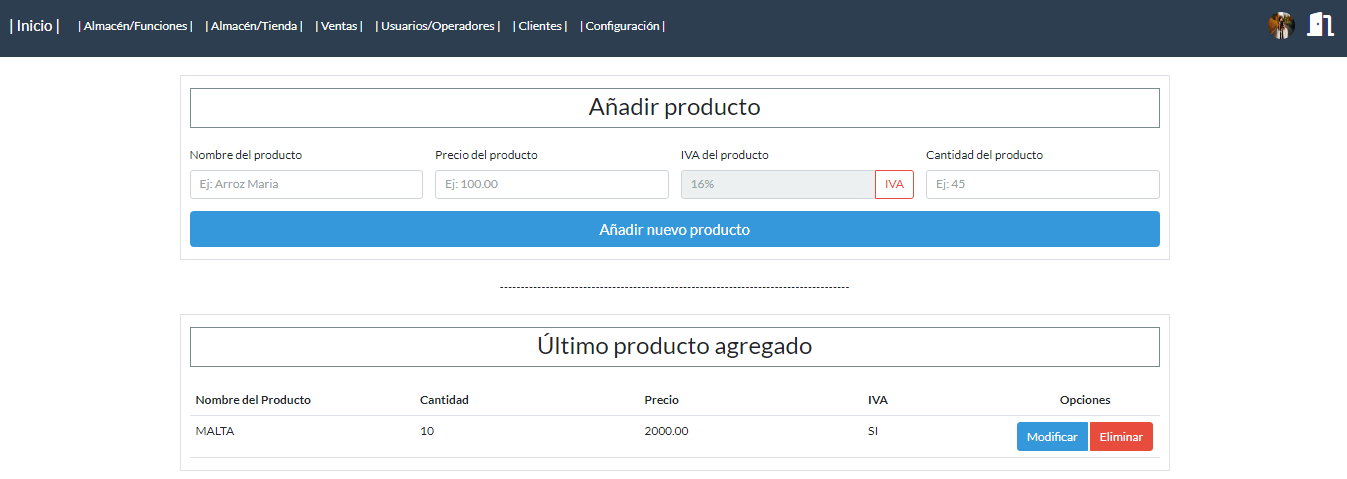 | Inicio | | Almacén/Funciones | | Almacén/Tienda | | Ventas | | Usuarios/Operadores | | Clientes | | Configuración |
Añadir producto
Nombre del producto Precio del producto IVA del producto Cantidad del producto
Ej: Arroz Maria Ej: 100.00 16% IVA Ej: 45
Añadir nuevo producto
------------------------------------------------------------------------------------
Último producto agregado
Nombre del Producto Cantidad Precio IVA Opciones
MALTA 10 2000.00 SI Modificar Eliminar